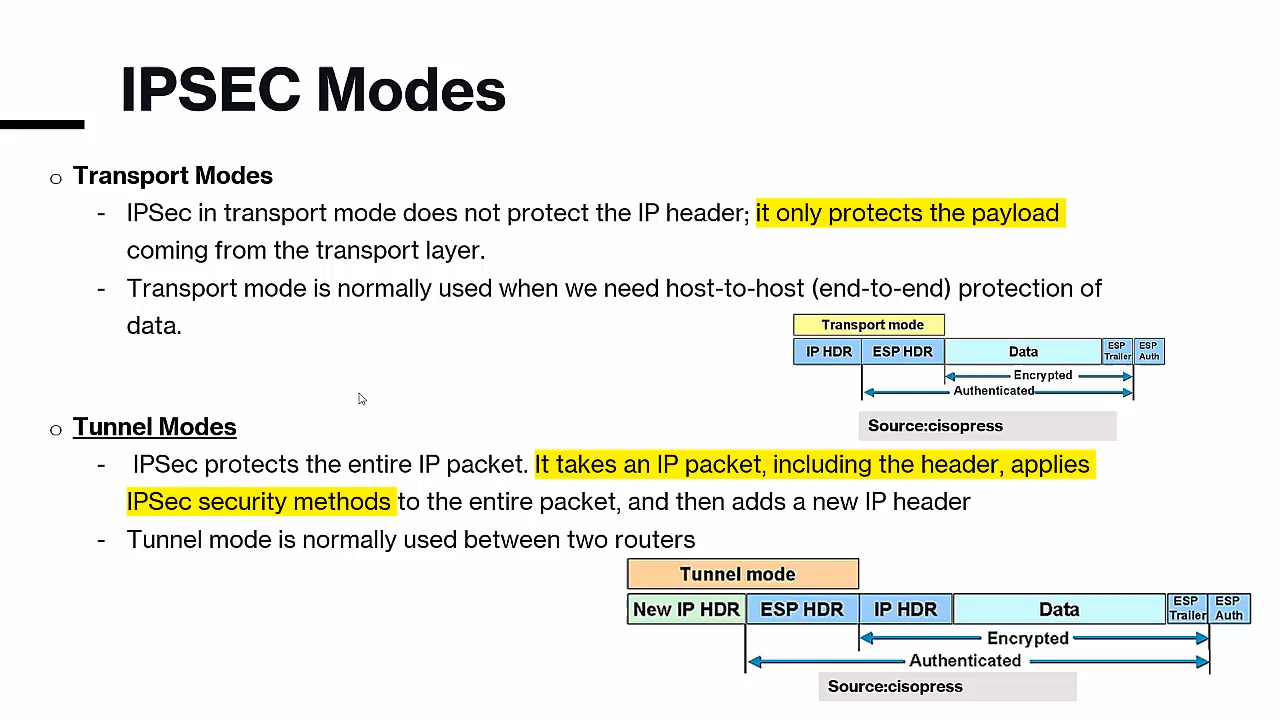 IPSEC Modes
o Transport Modes
- IPSec in transport mode does not protect the IP header; it only protects the payload
coming from the transport layer.
- Transport mode is normally used when we need host-to-host (end-to-end) protection of
data.
Transport mode
IP HDR ESP HDR Data ESP Trailer ESP Auth
Encrypted
Authenticated
Source:cisopress
o Tunnel Modes
- IPSec protects the entire IP packet. It takes an IP packet, including the header, applies
IPSec security methods to the entire packet, and then adds a new IP header
- Tunnel mode is normally used between two routers
Tunnel mode
New IP HDR ESP HDR IP HDR Data ESP Trailer ESP Auth
Encrypted
Authenticated
Source:cisopress